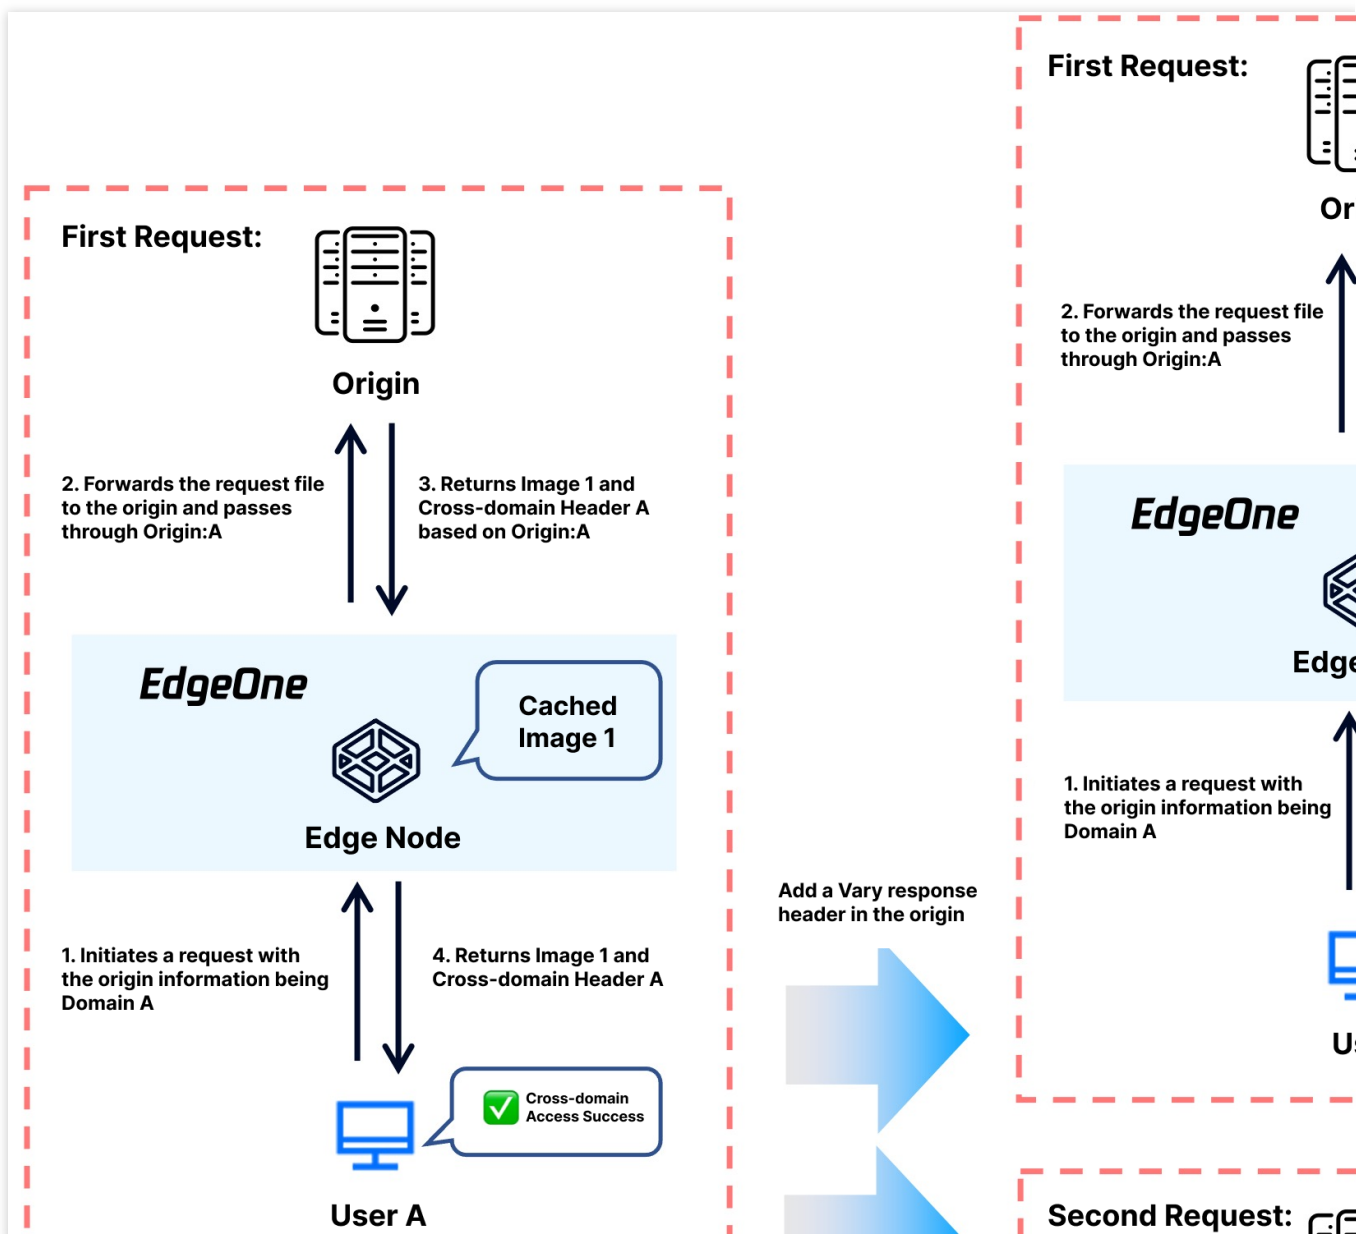 First Request:
Origin
2. Forwards the request file
to the origin and passes
through Origin:A
3. Returns Image 1 and
Cross-domain Header A
based on Origin:A
EdgeOne
Cached
Image 1
Edge Node
1. Initiates a request with
the origin information being
Domain A
4. Returns Image 1 and
Cross-domain Header A
Cross-domain
Access Success
User A
Add a Vary response
header in the origin
First Request:
Or
2. Forwards the request file
to the origin and passes
through Origin:A
EdgeOne
Edge
1. Initiates a request with
the origin information being
Domain A
Us
Second Request: